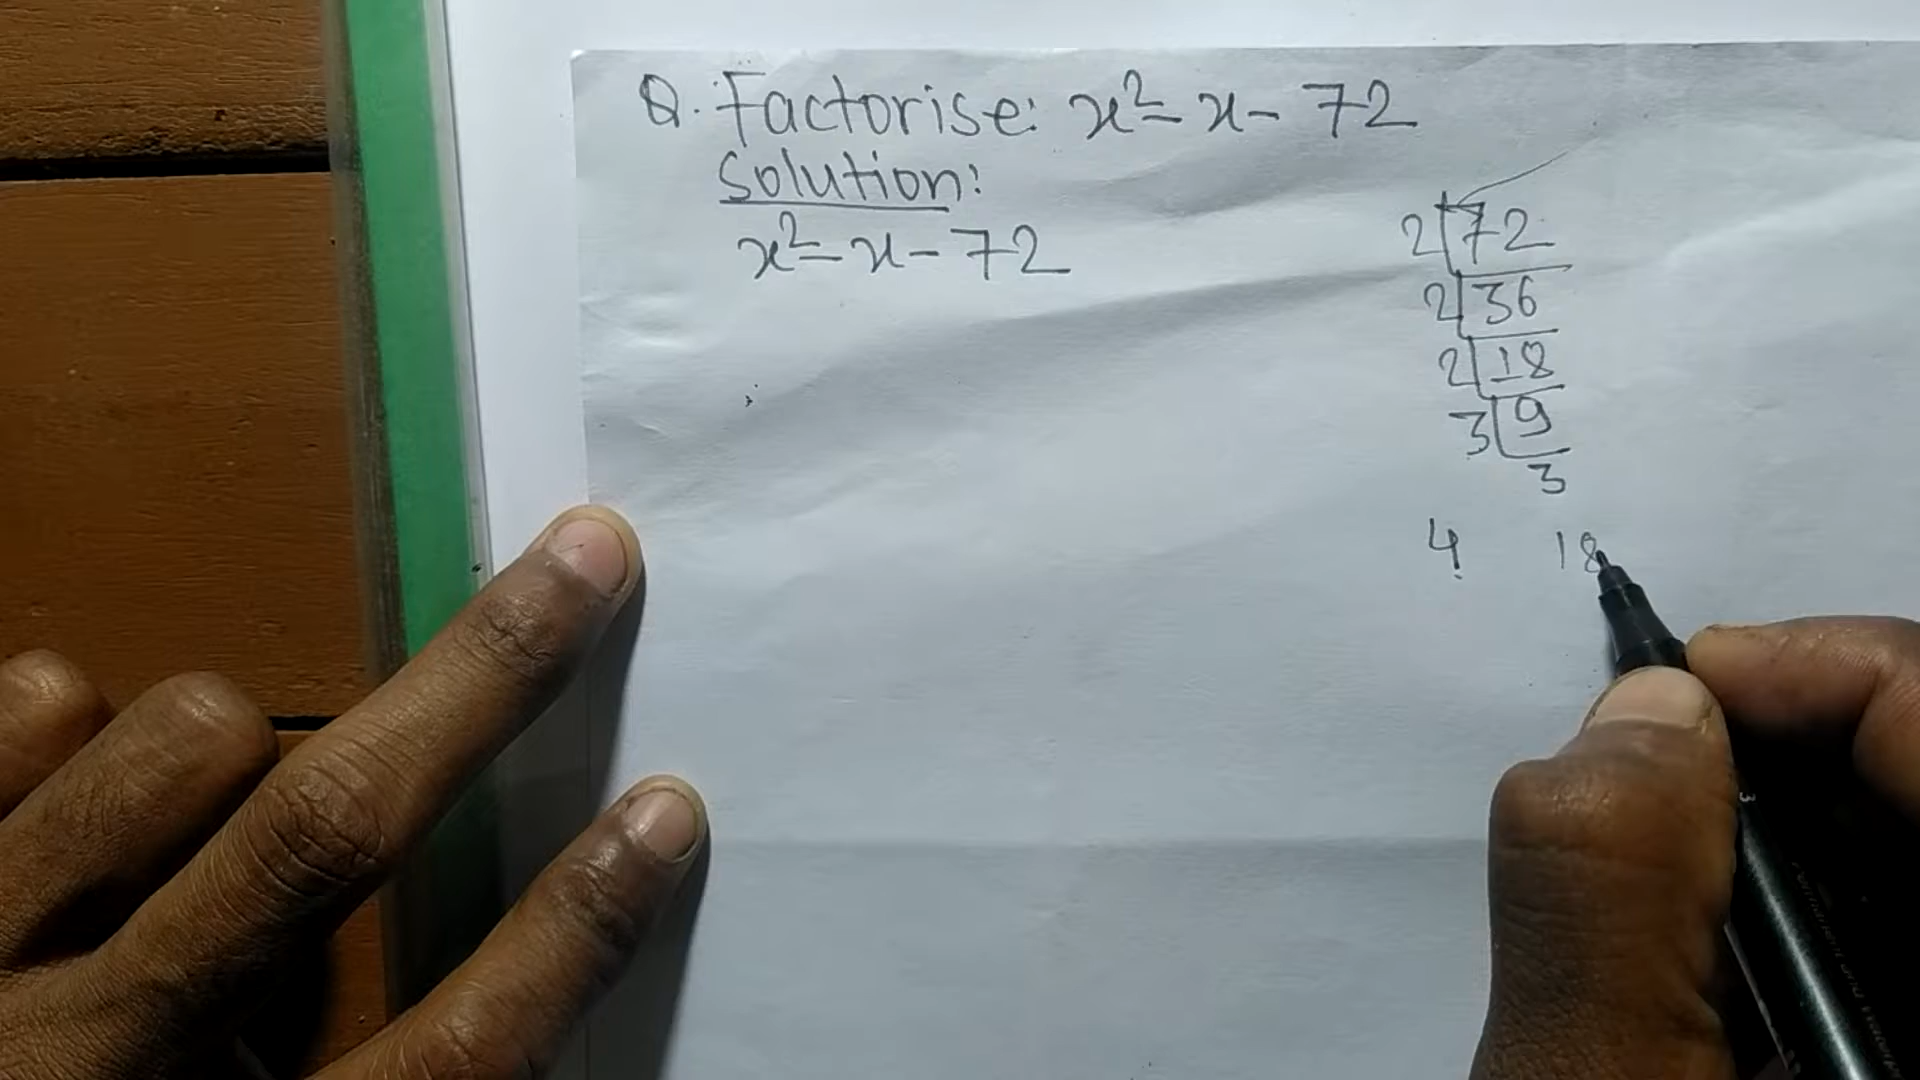 Q. Factorise: x² - x - 72
Solution:
x² - x - 72
2 72
2 36
2 18
3 9
3
4 18